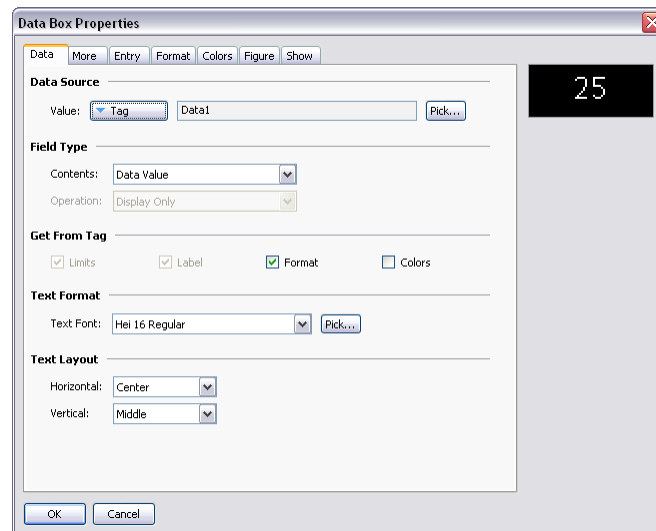 Data Box Properties
Data More Entry Format Colors Figure Show
25
Data Source
Value: Tag Data1 Pick...
Field Type
Contents: Data Value
Operation: Display Only
Get From Tag
Limits Label Format Colors
Text Format
Text Font: Hei 16 Regular Pick...
Text Layout
Horizontal: Center
Vertical: Middle
OK Cancel